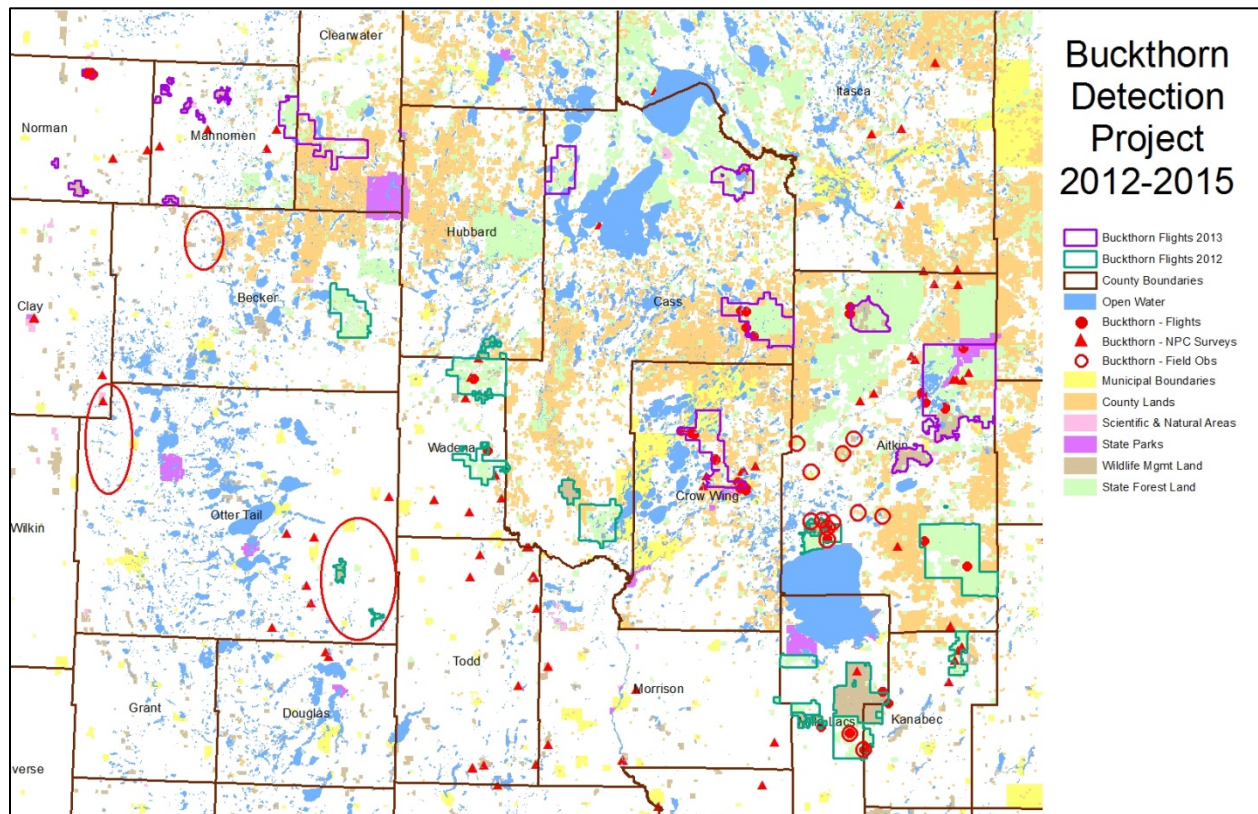 Buckthorn
Detection
Project
2012-2015
Buckthorn Flights 2013
Buckthorn Flights 2012
County Boundaries
Open Water
Buckthorn - Flights
Buckthorn - NPC Surveys
Buckthorn - Field Obs
Municipal Boundaries
County Lands
Scientific & Natural Areas
State Parks
Wildlife Mgmt Land
State Forest Land
Clearwater
Itasca
Norman
Mahnomen
Hubbard
Becker
Cass
Clay
Aitkin
Wadena
Crow Wing
Otter Tail
Wilkin
Todd
Morrison
Grant
Douglas
Mille Lacs
Kanabec
verse